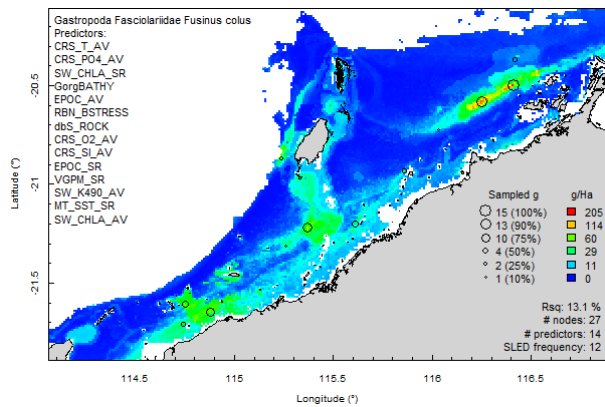 Gastropoda Fasciolariidae Fusinus colus
Predictors:
CRS_T_AV
CRS_PO4_AV
SW_CHLA_SR
GorgBATHY
EPOC_AV
RBN_BSTRESS
dbS_ROCK
CRS_O2_AV
CRS_SI_AV
EPOC_SR
VGPM_SR
SW_K490_AV
MT_SST_SR
SW_CHLA_AV
-20.5
-21
-21.5
Latitude (°)
Sampled g g/Ha
15 (100%) 205
13 (90%) 114
10 (75%) 60
4 (50%) 29
2 (25%) 11
1 (10%) 0
Rsq: 13.1 %
# nodes: 27
# predictors: 14
SLED frequency: 12
114.5 115 115.5 116 116.5
Longitude (°)